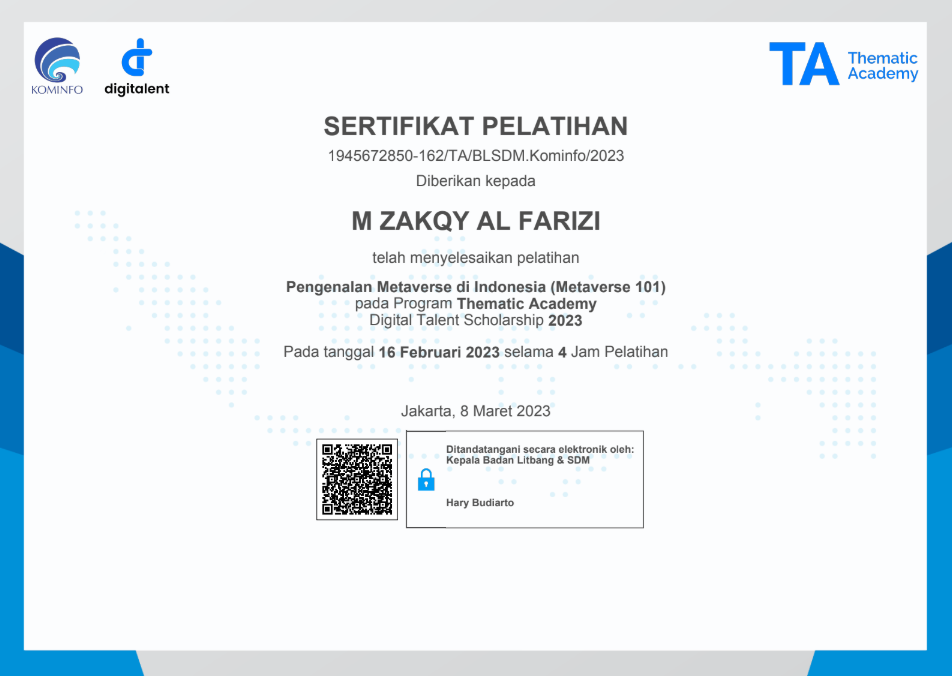 KOMINFO
digitalent
TA Thematic
Academy
SERTIFIKAT PELATIHAN
1945672850-162/TA/BLSDM.Kominfo/2023
Diberikan kepada
M ZAKQY AL FARIZI
telah menyelesaikan pelatihan
Pengenalan Metaverse di Indonesia (Metaverse 101)
pada Program Thematic Academy
Digital Talent Scholarship 2023
Pada tanggal 16 Februari 2023 selama 4 Jam Pelatihan
Jakarta, 8 Maret 2023
Ditandatangani secara elektronik oleh:
Kepala Badan Litbang & SDM
Hary Budiarto